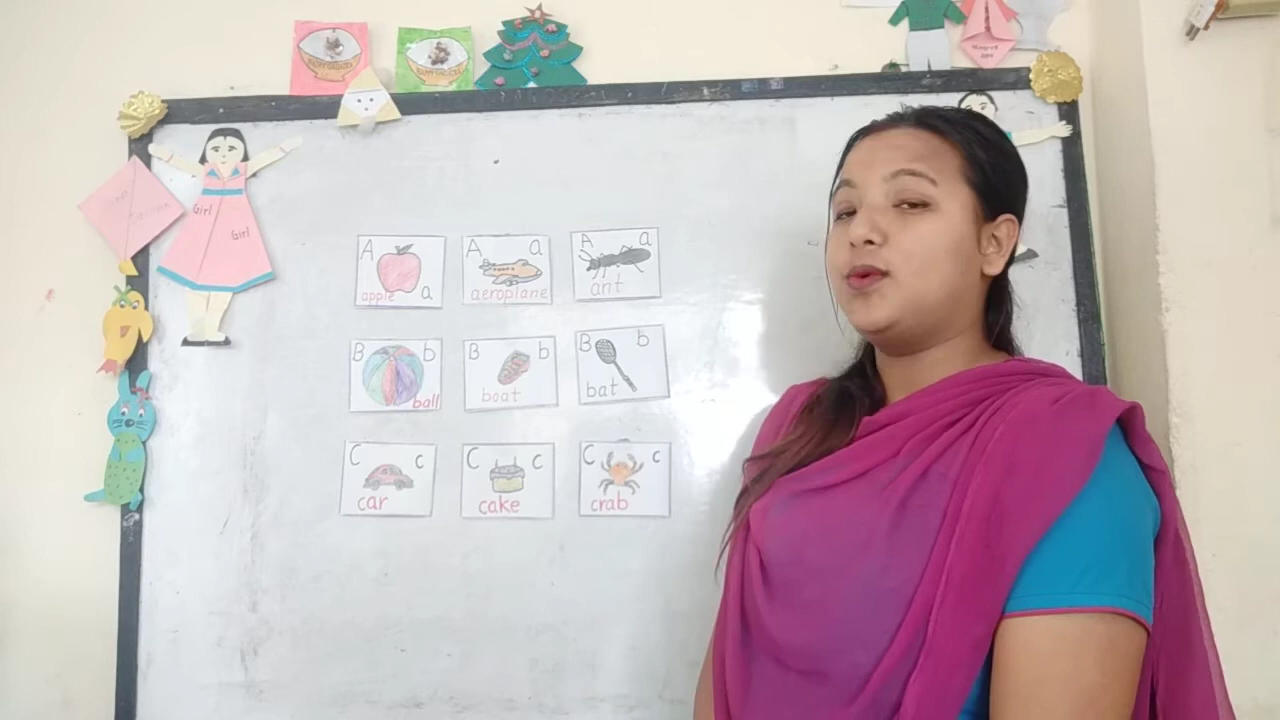 Girl
Girl
A
apple
a
A a
aeroplane
A a
ant
B b
ball
B b
boat
B b
bat
C c
car
C c
cake
C c
crab